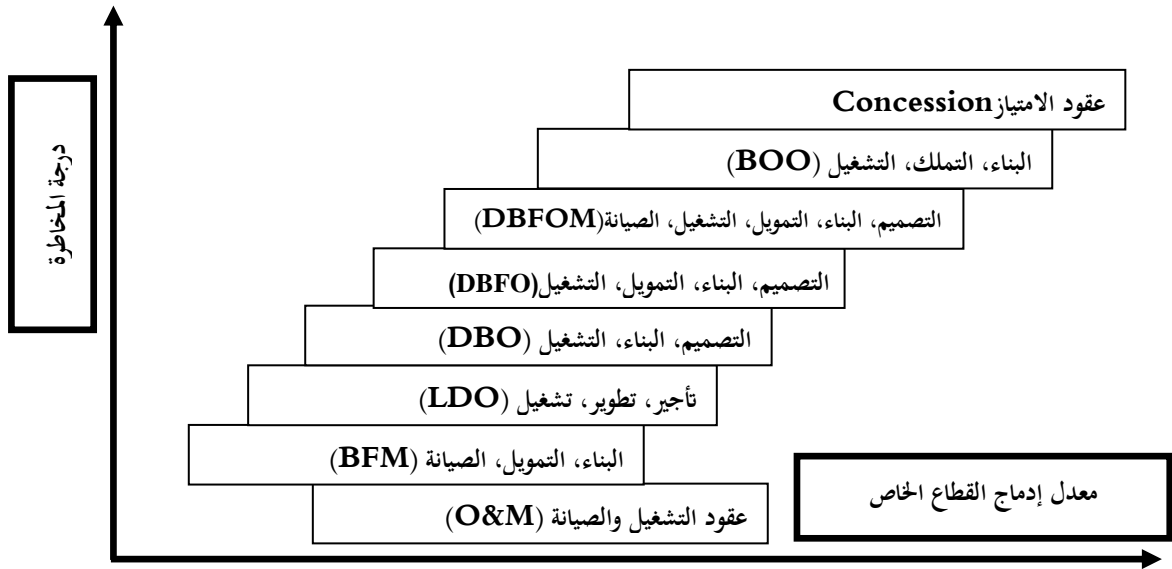 عقود الامتياز Concession
البناء، التملك، التشغيل (BOO)
التصميم، البناء، التمويل، التشغيل، الصيانة(DBFOM)
التصميم، البناء، التمويل، التشغيل(DBFO)
التصميم، البناء، التشغيل (DBO)
تأجير، تطوير، تشغيل (LDO)
البناء، التمويل، الصيانة (BFM)
عقود التشغيل والصيانة (O&M)
درجة المخاطرة
معدل إدماج القطاع الخاص